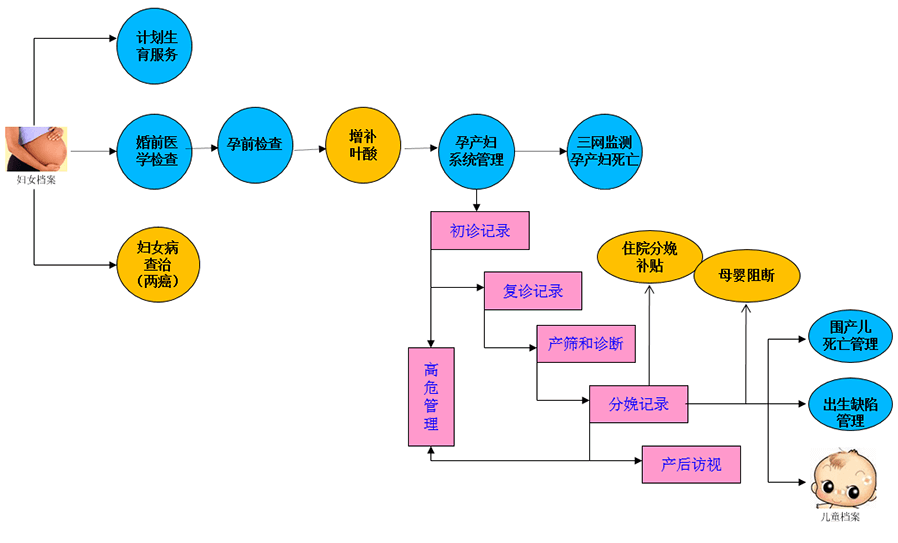 计划生
育服务
妇女档案
婚前医
学检查
孕前检查
增补
叶酸
孕产妇
系统管理
三网监测
孕产妇死亡
妇女病
查治
（两癌）
初诊记录
复诊记录
产筛和诊断
高
危
管
理
分娩记录
产后访视
住院分娩
补贴
母婴阻断
围产儿
死亡管理
出生缺陷
管理
儿童档案